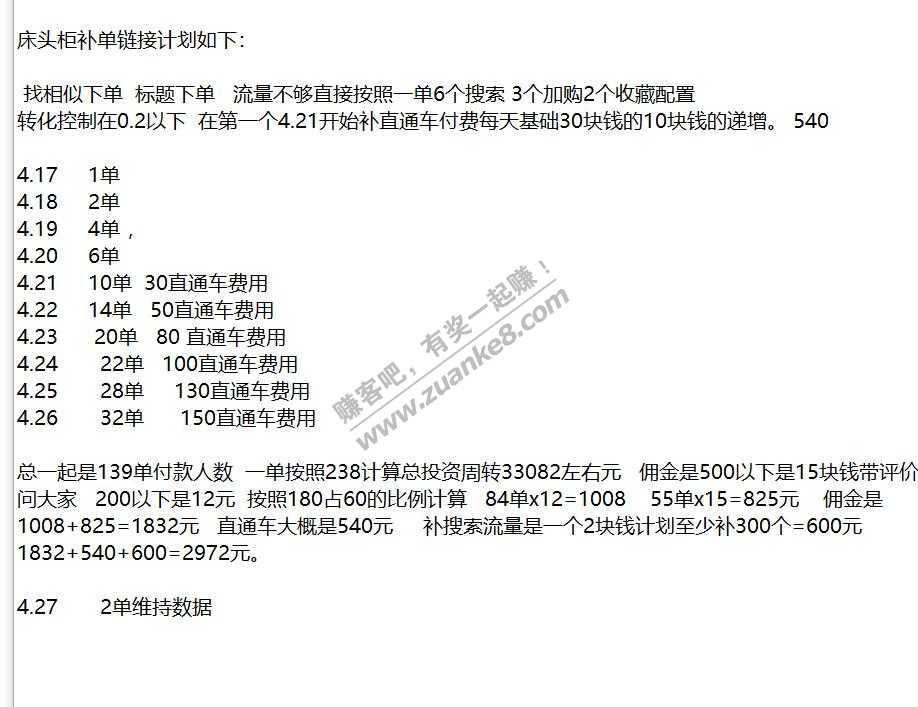 床头柜补单链接计划如下：
找相似下单 标题下单 流量不够直接按照一单6个搜索 3个加购2个收藏配置
转化控制在0.2以下 在第一个4.21开始补直通车付费每天基础30块钱的10块钱的递增。 540
4.17 1单
4.18 2单
4.19 4单，
4.20 6单
4.21 10单 30直通车费用
4.22 14单 50直通车费用
4.23 20单 80 直通车费用
4.24 22单 100直通车费用
4.25 28单 130直通车费用
4.26 32单 150直通车费用
赚客吧，有奖一起赚！
www.zuanke8.com
总一起是139单付款人数 一单按照238计算总投资周转33082左右元 佣金是500以下是15块钱带评价
问大家 200以下是12元 按照180占60的比例计算 84单x12=1008 55单x15=825元 佣金是
1008+825=1832元 直通车大概是540元 补搜索流量是一个2块钱计划至少补300个=600元
1832+540+600=2972元。
4.27 2单维持数据